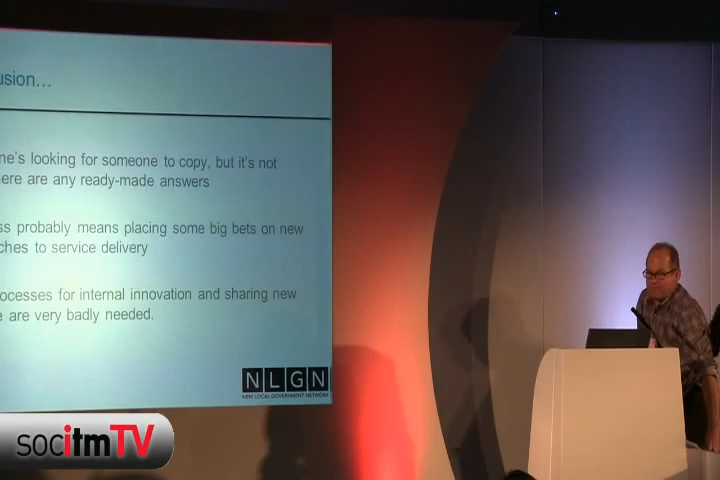 usion...
ne's looking for someone to copy, but it's not
ere are any ready-made answers
ss probably means placing some big bets on new
ches to service delivery
ocesses for internal innovation and sharing new
e are very badly needed.
NLGN
NEW LOCAL GOVERNMENT NETWORK
socitmTV